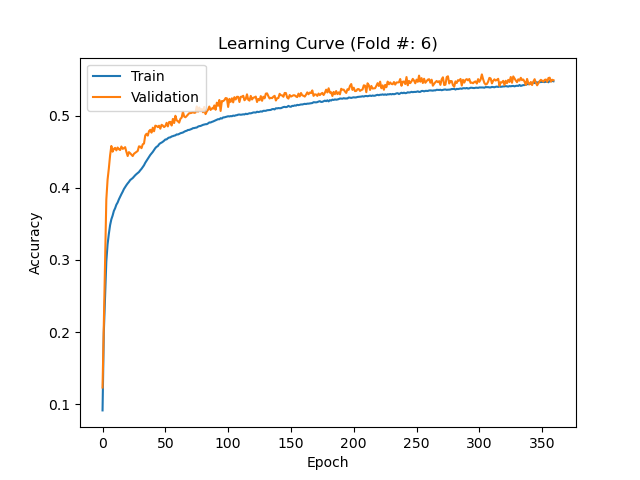 Learning Curve (Fold #: 6)
Train
Validation
Accuracy
0.5
0.4
0.3
0.2
0.1
0 50 100 150 200 250 300 350
Epoch